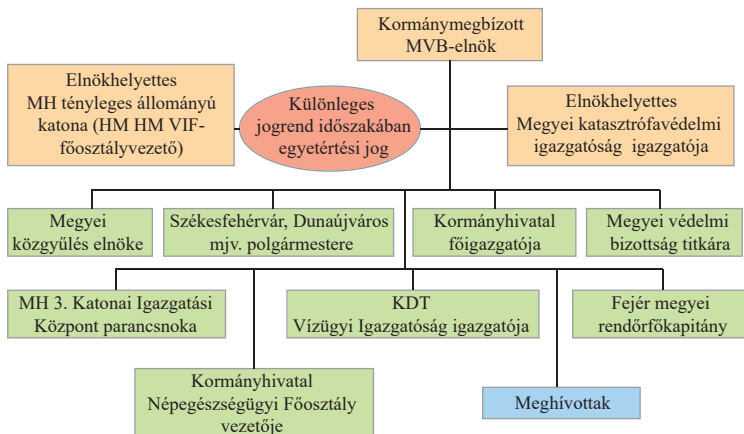 Kormánymegbízott
MVB-elnök
Elnökhelyettes
MH tényleges állományú
katona (HM HM VIF-
főosztályvezető)
Különleges
jogrend időszakában
egyetértési jog
Elnökhelyettes
Megyei katasztrófavédelmi
igazgatóság igazgatója
Megyei
közgyűlés elnöke
Székesfehérvár, Dunaújváros
mjv. polgármestere
Kormányhivatal
főigazgatója
Megyei védelmi
bizottság titkára
MH 3. Katonai Igazgatási
Központ parancsnoka
KDT
Vízügyi Igazgatóság igazgatója
Fejér megyei
rendőrfőkapitány
Kormányhivatal
Népegészségügyi Főosztály
vezetője
Meghívottak